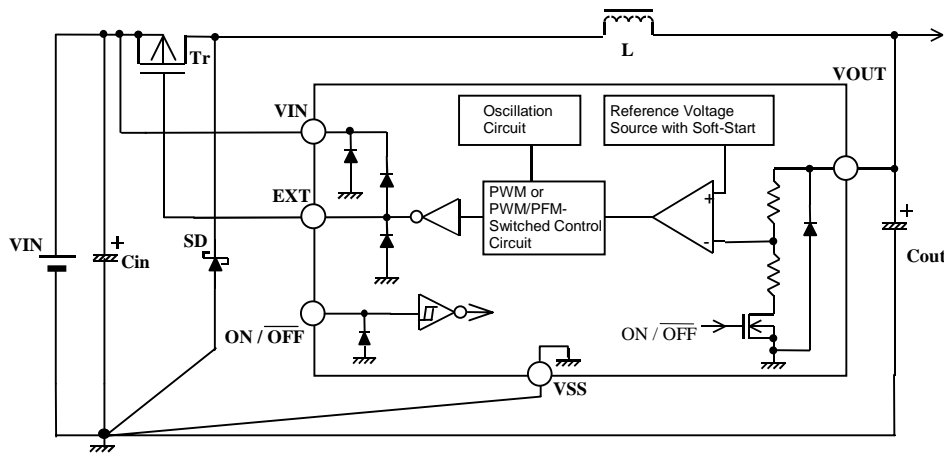 Tr
L
VOUT
VIN
Oscillation
Circuit
Reference Voltage
Source with Soft-Start
EXT
PWM or
PWM/PFM-
Switched Control
Circuit
+
-
VIN
+
Cin
SD
+
Cout
ON / OFF
ON / OFF
VSS